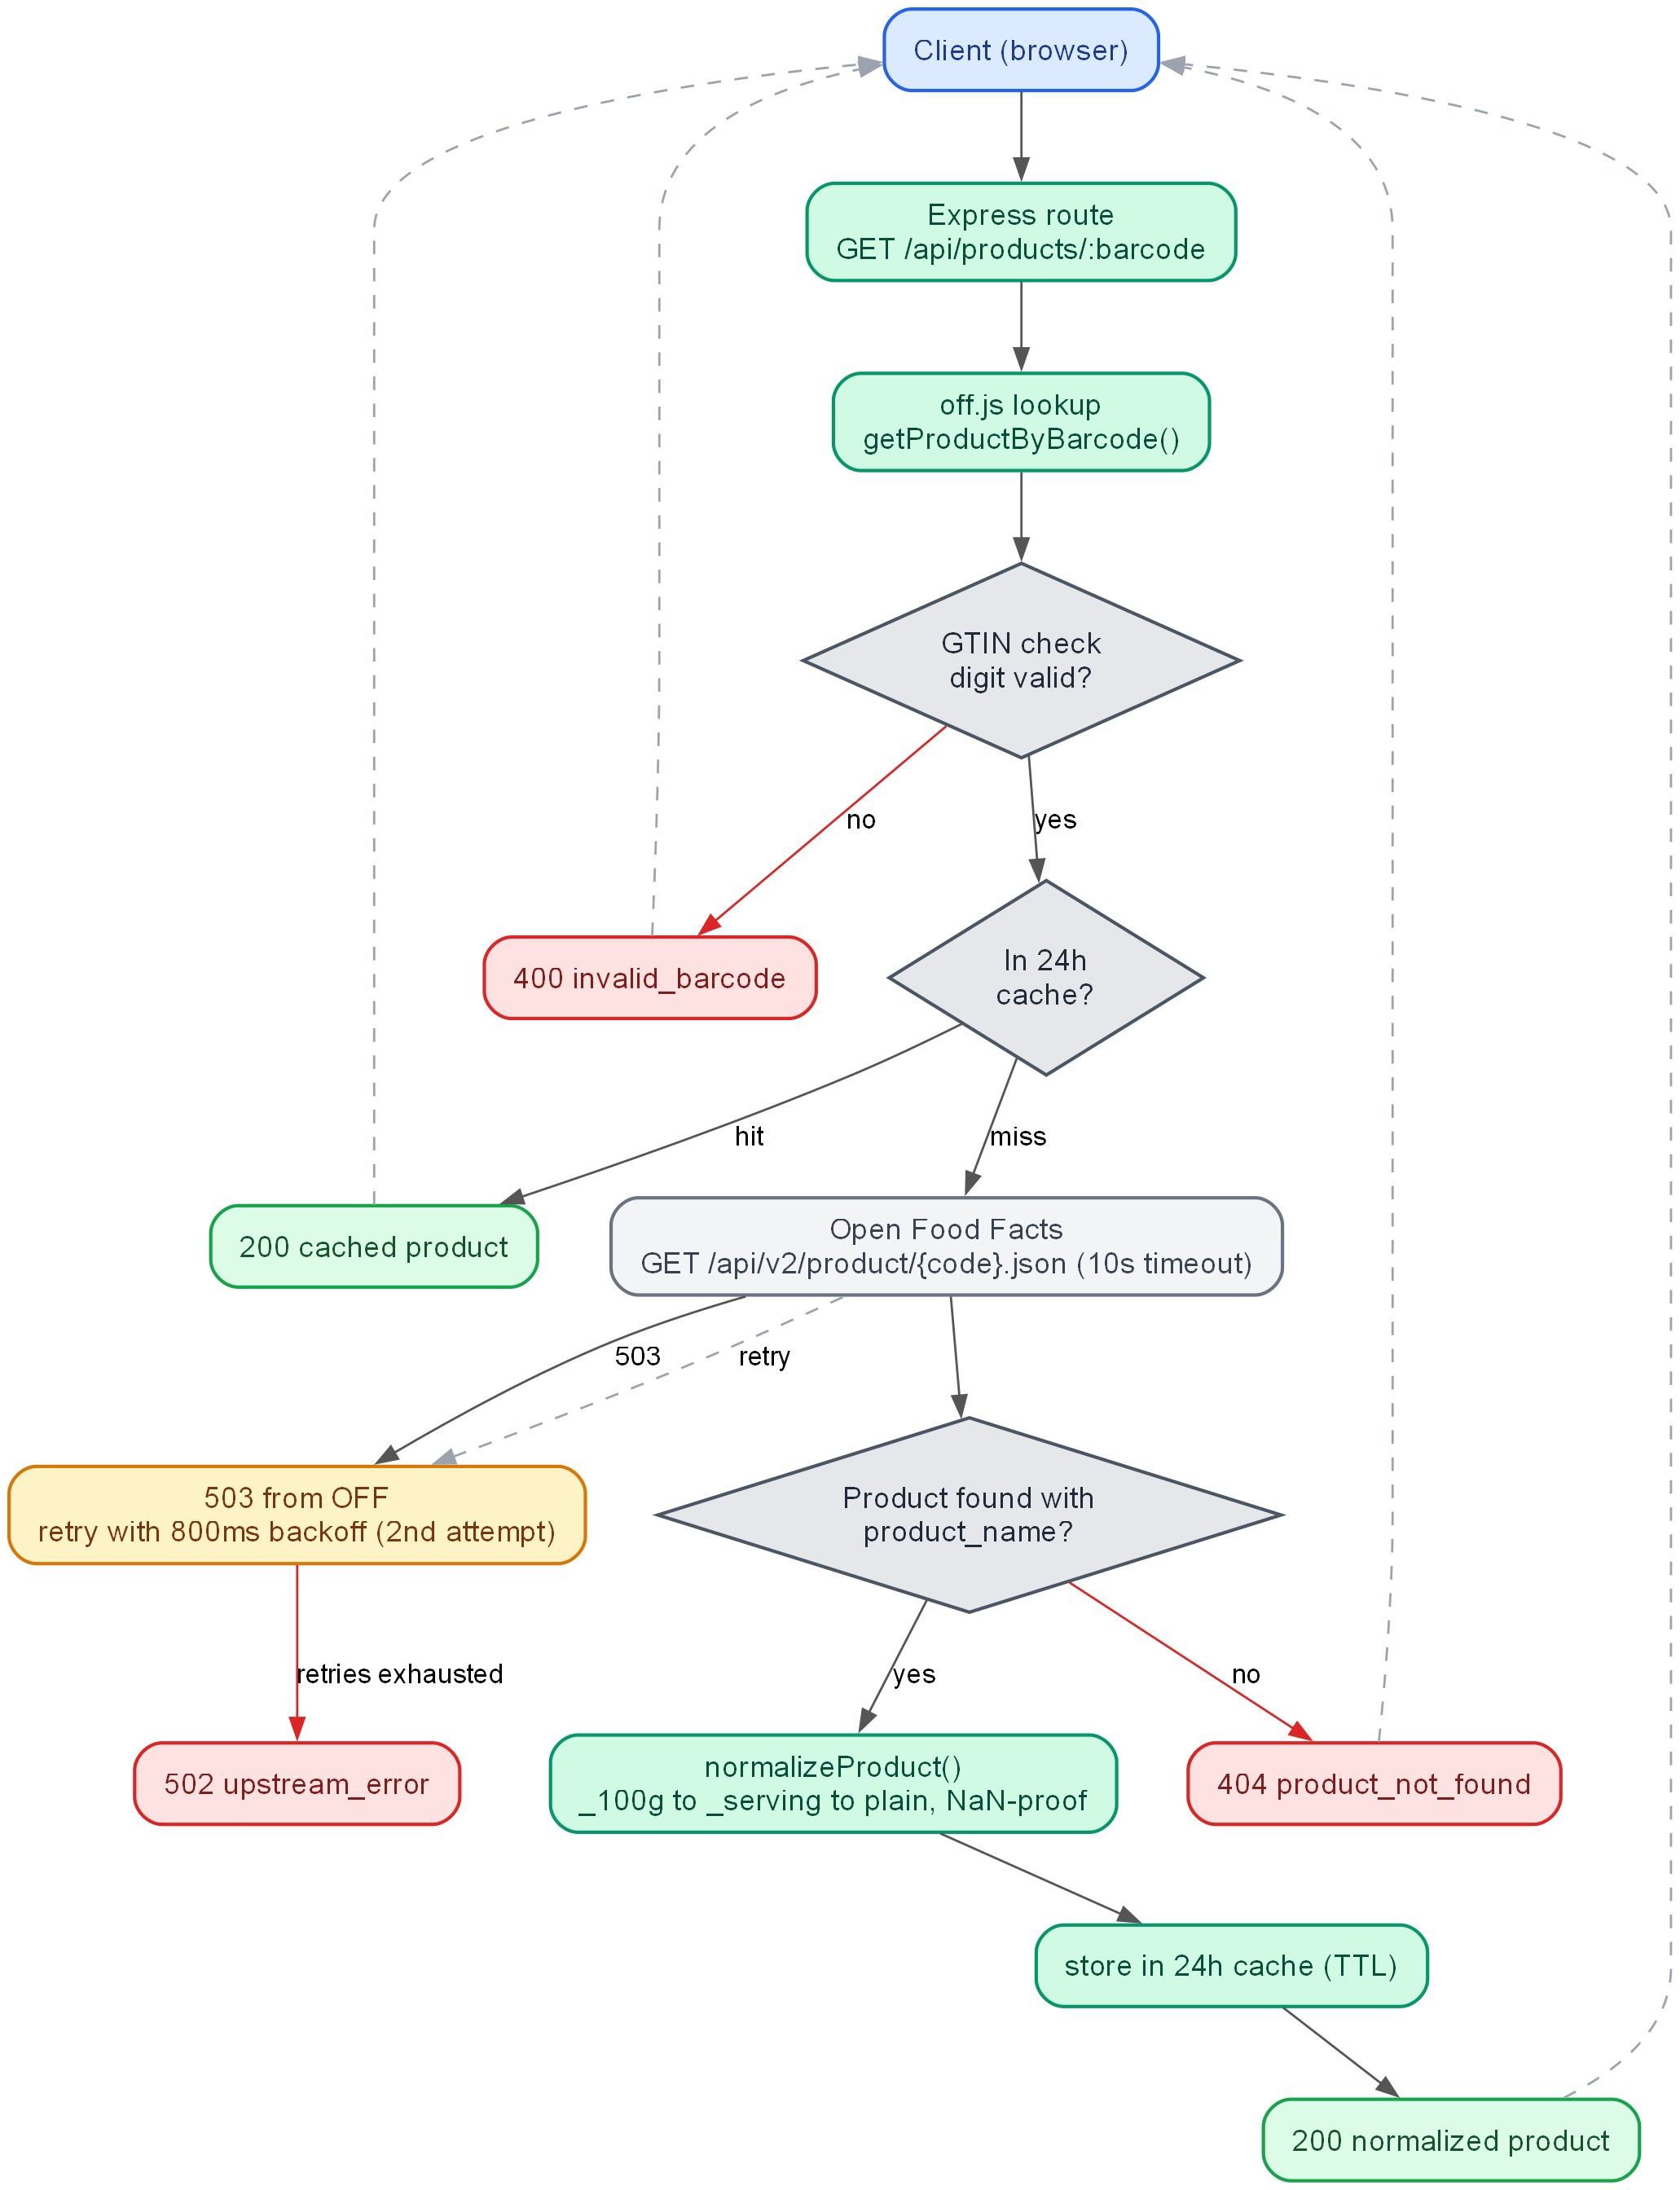 Client (browser)
Express route
GET /api/products/:barcode
off.js lookup
getProductByBarcode()
GTIN check
digit valid?
no
yes
400 invalid_barcode
In 24h
cache?
hit
miss
200 cached product
Open Food Facts
GET /api/v2/product/{code}.json (10s timeout)
503
retry
503 from OFF
retry with 800ms backoff (2nd attempt)
Product found with
product_name?
retries exhausted
yes
no
502 upstream_error
normalizeProduct()
_100g to _serving to plain, NaN-proof
404 product_not_found
store in 24h cache (TTL)
200 normalized product